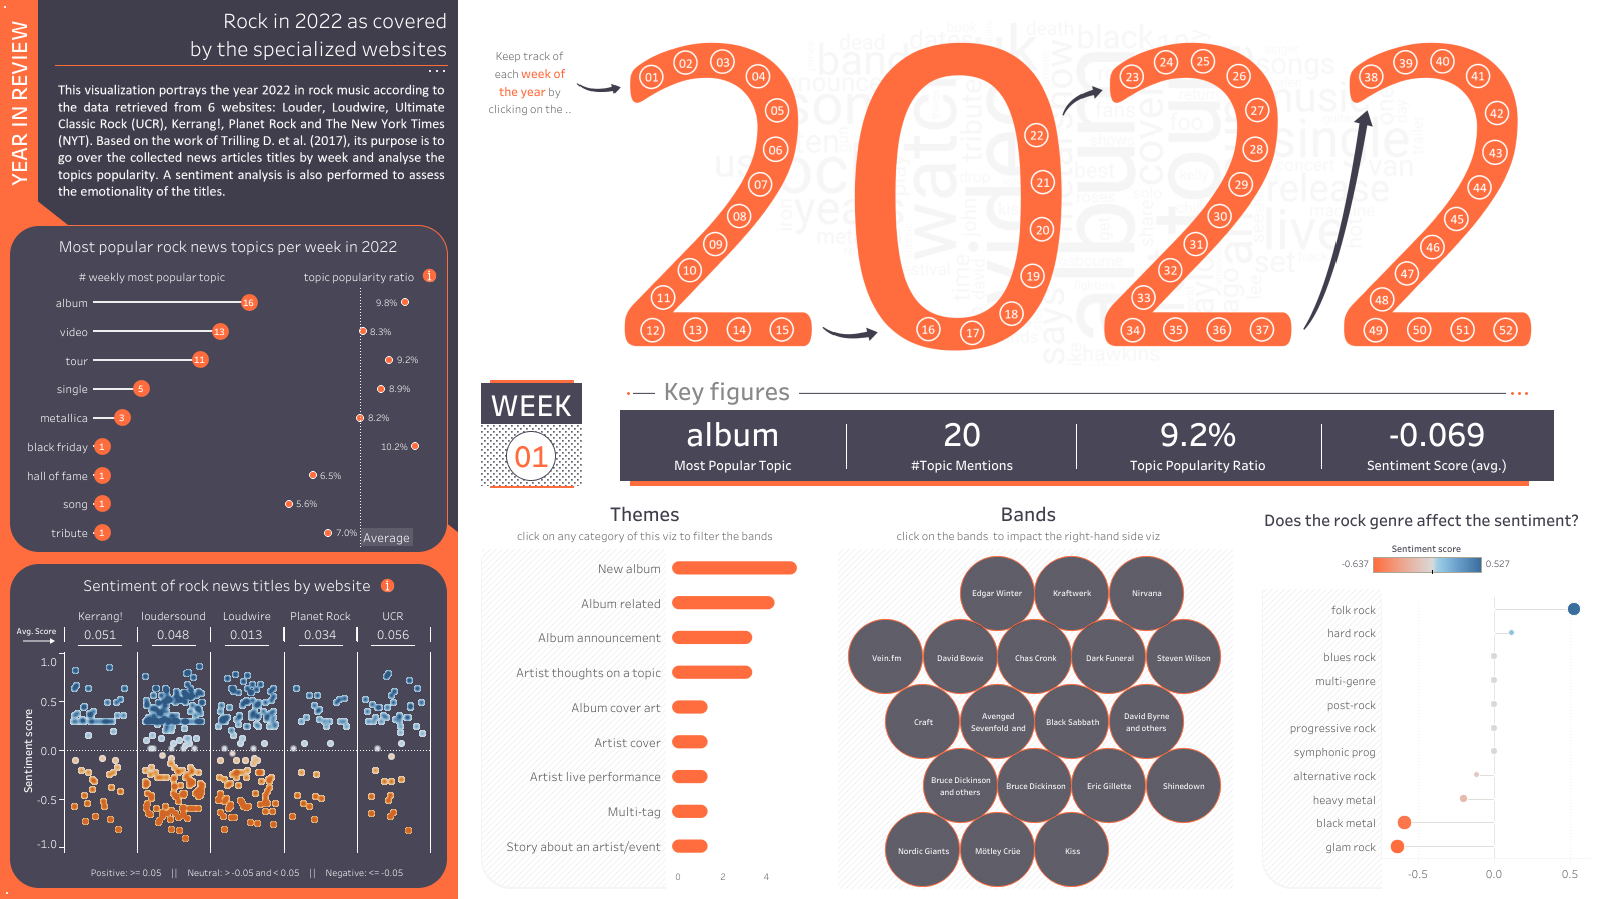 YEAR IN REVIEW
Rock in 2022 as covered
by the specialized websites
This visualization portrays the year 2022 in rock music according to
the data retrieved from 6 websites: Louder, Loudwire, Ultimate
Classic Rock (UCR), Kerrang!, Planet Rock and The New York Times
(NYT). Based on the work of Trilling D. et al. (2017), its purpose is to
go over the collected news articles titles by week and analyse the
topics popularity. A sentiment analysis is also performed to assess
the emotionality of the titles.
Most popular rock news topics per week in 2022
# weekly most popular topic topic popularity ratio i
album 16 9.8%
video 13 8.3%
tour 11 9.2%
single 5 8.9%
metallica 3 8.2%
black friday 1 10.2%
hall of fame 1 6.5%
song 1 5.6%
tribute 1 7.0%
Average
Sentiment of rock news titles by website i
Kerrang! loudersound Loudwire Planet Rock UCR
Avg. Score 0.051 0.048 0.013 0.034 0.056
Sentiment score
1.0
0.5
0.0
-0.5
-1.0
Positive: >= 0.05 || Neutral: > -0.05 and < 0.05 || Negative: <= -0.05
Keep track of
each week of
the year by
clicking on the ..
01 02 03 04 05 06 07 08 09 10 11 12 13 14 15
16 17 18 19 20 21 22
23 24 25 26 27 28 29 30 31 32 33 34 35 36 37
38 39 40 41 42 43 44 45 46 47 48 49 50 51 52
WEEK
01
Key figures
album 20 9.2% -0.069
Most Popular Topic #Topic Mentions Topic Popularity Ratio Sentiment Score (avg.)
Themes
click on any category of this viz to filter the bands
New album
Album related
Album announcement
Artist thoughts on a topic
Album cover art
Artist cover
Artist live performance
Multi-tag
Story about an artist/event
0 2 4
Bands
click on the bands to impact the right-hand side viz
Edgar Winter Kraftwerk Nirvana
Vein.fm David Bowie Chas Cronk Dark Funeral Steven Wilson
Craft Avenged Sevenfold and Black Sabbath David Byrne and others
Bruce Dickinson and others Bruce Dickinson Eric Gillette Shinedown
Nordic Giants Mötley Crüe Kiss
Does the rock genre affect the sentiment?
Sentiment score
-0.637 0.527
folk rock
hard rock
blues rock
multi-genre
post-rock
progressive rock
symphonic prog
alternative rock
heavy metal
black metal
glam rock
-0.5 0.0 0.5